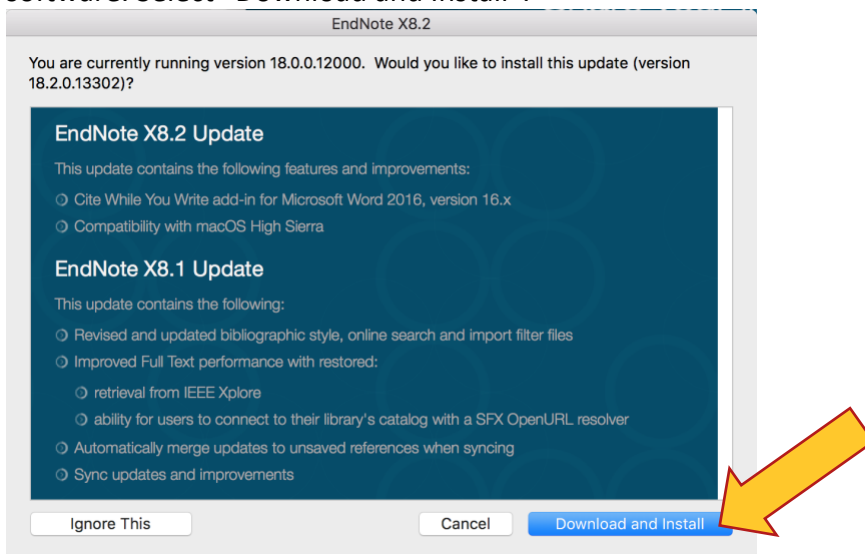 software. Select "Download and Install".
EndNote X8.2
You are currently running version 18.0.0.12000. Would you like to install this update (version
18.2.0.13302)?
EndNote X8.2 Update
This update contains the following features and improvements:
Cite While You Write add-in for Microsoft Word 2016, version 16.x
Compatibility with macOS High Sierra
EndNote X8.1 Update
This update contains the following:
Revised and updated bibliographic style, online search and import filter files
Improved Full Text performance with restored:
retrieval from IEEE Xplore
ability for users to connect to their library's catalog with a SFX OpenURL resolver
Automatically merge updates to unsaved references when syncing
Sync updates and improvements
Ignore This
Cancel
Download and Install